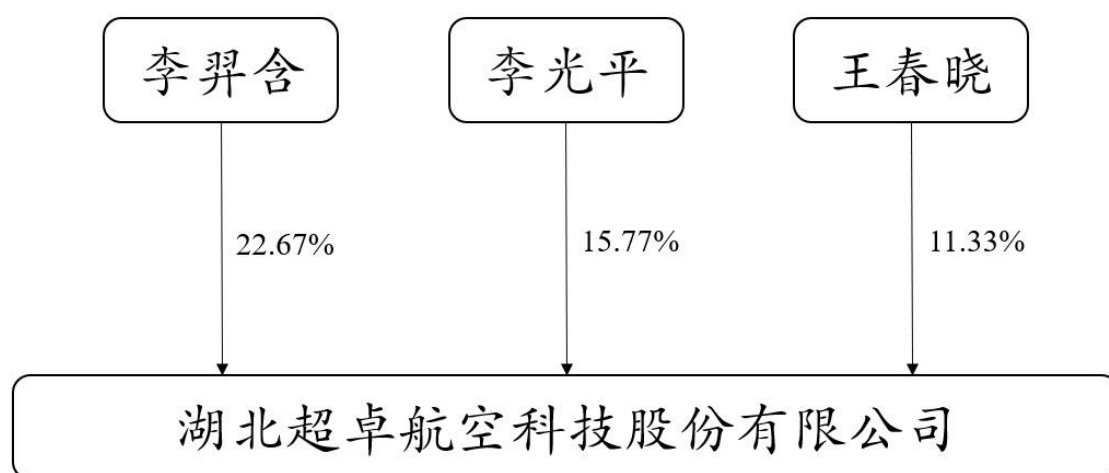 李羿含 李光平 王春晓
22.67% 15.77% 11.33%
湖北超卓航空科技股份有限公司